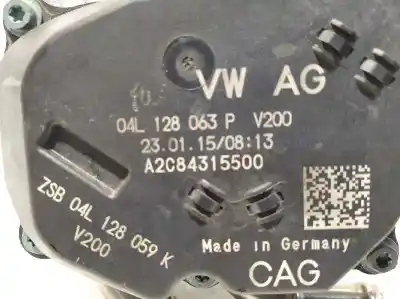 VW AG
04L 128 063 P V200
23.01.15/08:13
A2C84315500
ZSB 04L 128 059 K
V200
Made in Germany
CAG